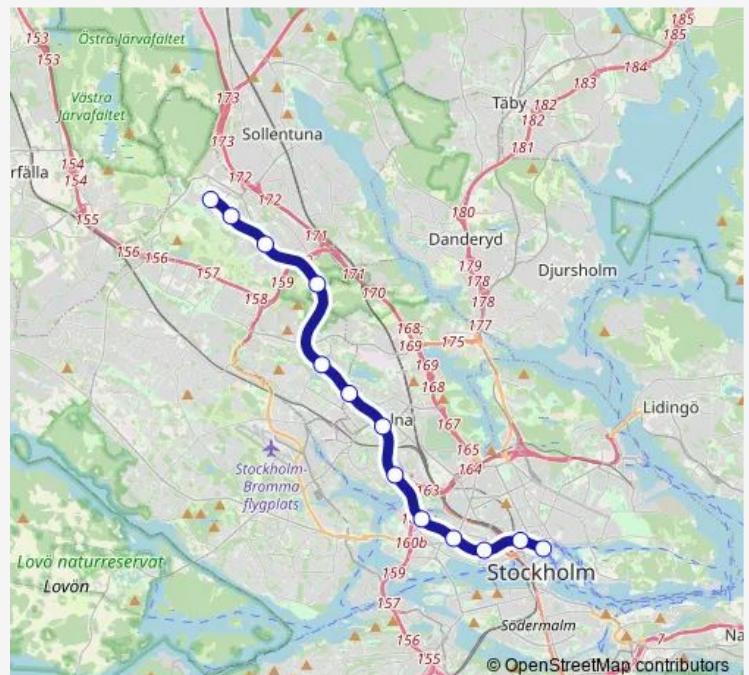 153
153
Östra Järvafältet
185
185
184
183
Västra
Järvafältet
173
Täby
182
182
181
Sollentuna
173
154
154
rfälla
172
172
155
180
171
Danderyd
156
156
157
159
171
179
178
178
Djursholm
158
170
177
168;
169
175
169
168
Lidingö
167
lna
165
164
Stockholm-
Bromma
flygplats
163
160b
Lovö naturreservat
Lovön
159
Stockholm
157
Södermalm
156
7
Na
155
© OpenStreetMap contributors